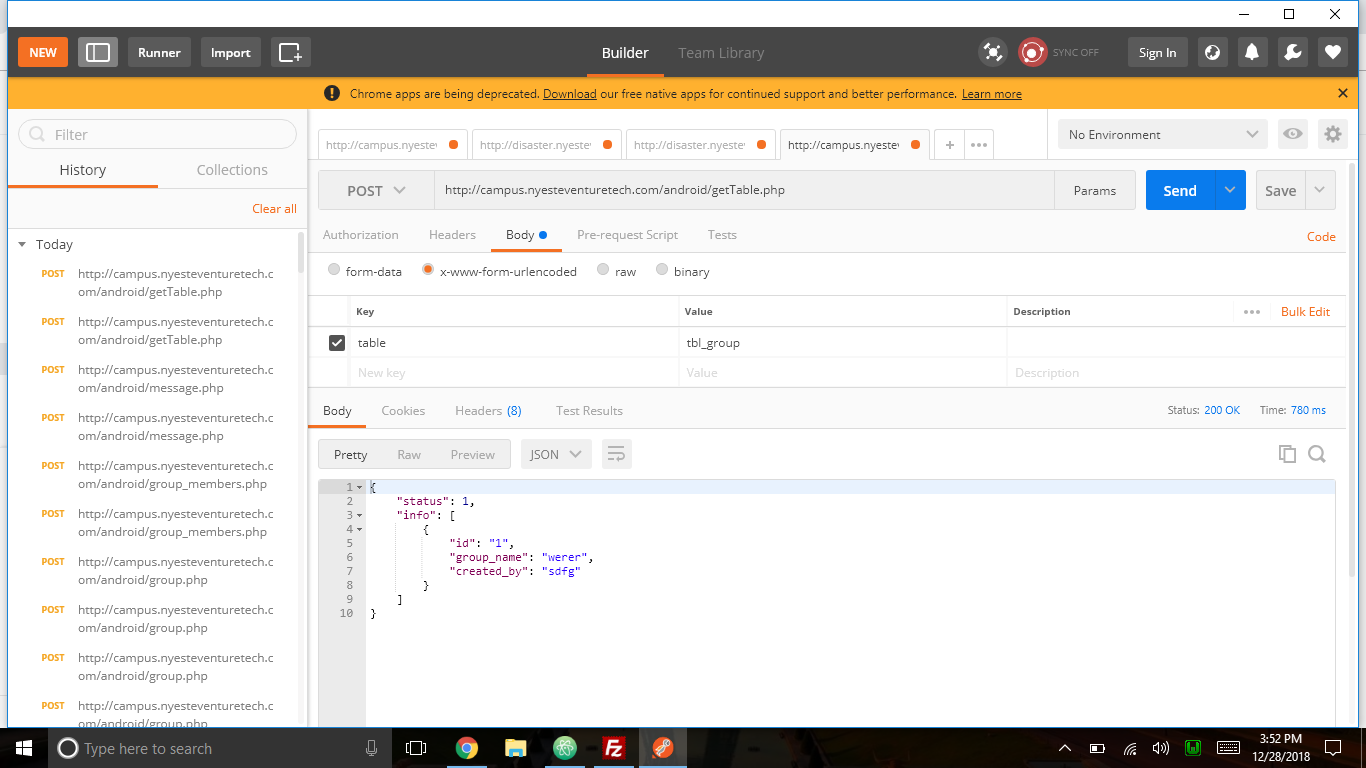 NEW Runner Import Builder Team Library SYNC OFF Sign In
Chrome apps are being deprecated. Download our free native apps for continued support and better performance. Learn more
Filter
History Collections
Clear all
Today
POST http://campus.nyesteventuretech.c
om/android/getTable.php
POST http://campus.nyesteventuretech.c
om/android/getTable.php
POST http://campus.nyesteventuretech.c
om/android/message.php
POST http://campus.nyesteventuretech.c
om/android/message.php
POST http://campus.nyesteventuretech.c
om/android/group_members.php
POST http://campus.nyesteventuretech.c
om/android/group_members.php
POST http://campus.nyesteventuretech.c
om/android/group.php
POST http://campus.nyesteventuretech.c
om/android/group.php
POST http://campus.nyesteventuretech.c
om/android/group.php
POST http://campus.nyesteventuretech.c
om/android/group.php
http://campus.nyeste http://disaster.nyeste http://disaster.nyeste http://campus.nyeste + ••• No Environment
POST http://campus.nyesteventuretech.com/android/getTable.php Params Send Save
Authorization Headers Body Pre-request Script Tests Code
form-data x-www-form-urlencoded raw binary
Key Value Description ••• Bulk Edit
table tbl_group
New key Value Description
Body Cookies Headers (8) Test Results Status: 200 OK Time: 780 ms
Pretty Raw Preview JSON
1 {
2 "status": 1,
3 "info": [
4 {
5 "id": "1",
6 "group_name": "werer",
7 "created_by": "sdfg"
8 }
9 ]
10 }
Type here to search 3:52 PM
12/28/2018